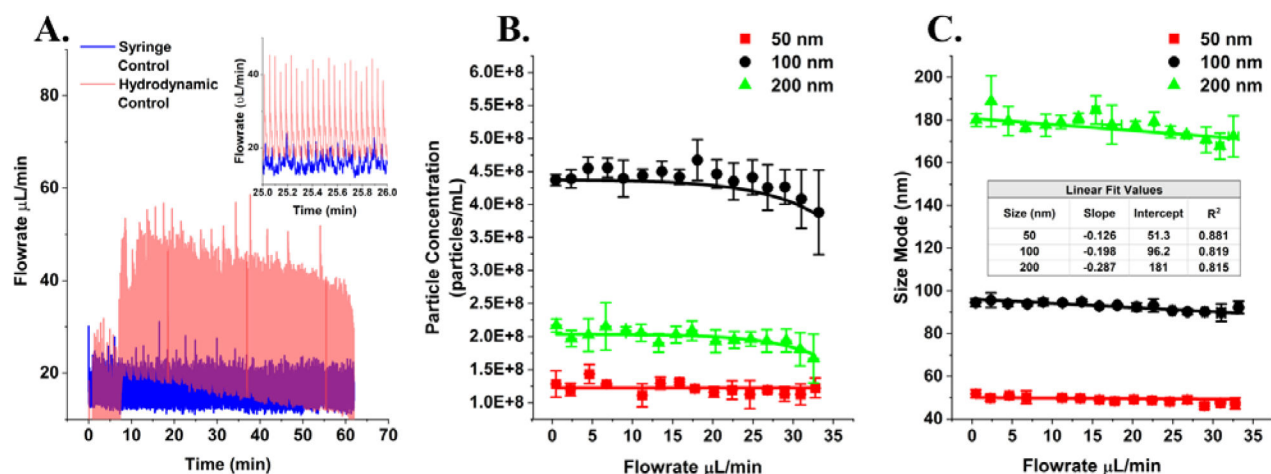 A.
Syringe
Control
Hydrodynamic
Control
Flowrate µL/min
80
60
40
20
0 10 20 30 40 50 60 70
Time (min)
Flowrate (uL/min)
40
20
25.0 25.2 25.4 25.6 25.8 26.0
Time (min)
B.
50 nm
100 nm
200 nm
Particle Concentration
(particles/mL)
6.0E+8
5.5E+8
5.0E+8
4.5E+8
4.0E+8
3.5E+8
3.0E+8
2.5E+8
2.0E+8
1.5E+8
1.0E+8
0 5 10 15 20 25 30 35
Flowrate µL/min
C.
50 nm
100 nm
200 nm
Size Mode (nm)
200
180
160
140
120
100
80
60
40
Linear Fit Values
Size (nm) Slope Intercept R²
50 -0.126 51.3 0.881
100 -0.198 96.2 0.819
200 -0.287 181 0.815
0 5 10 15 20 25 30 35
Flowrate µL/min